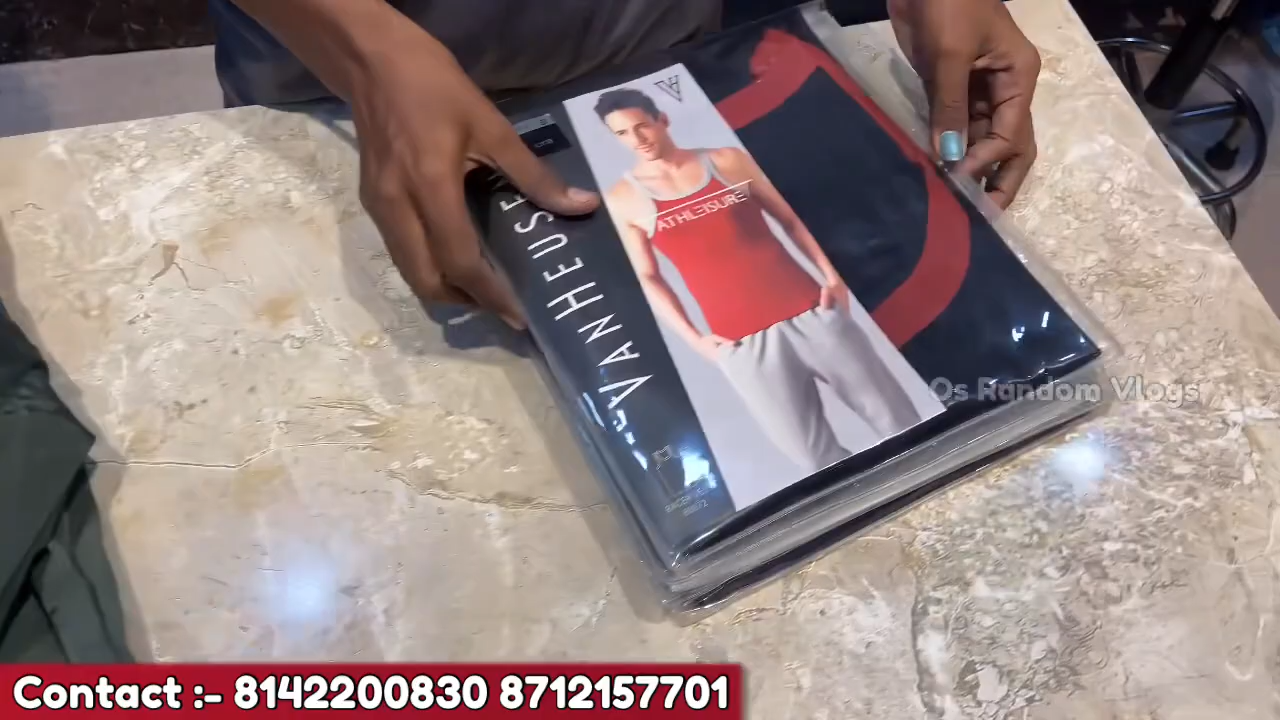 VANHEUSEN
ATHLEISURE
Os Random Vlogs
Contact :- 8142200830 8712157701